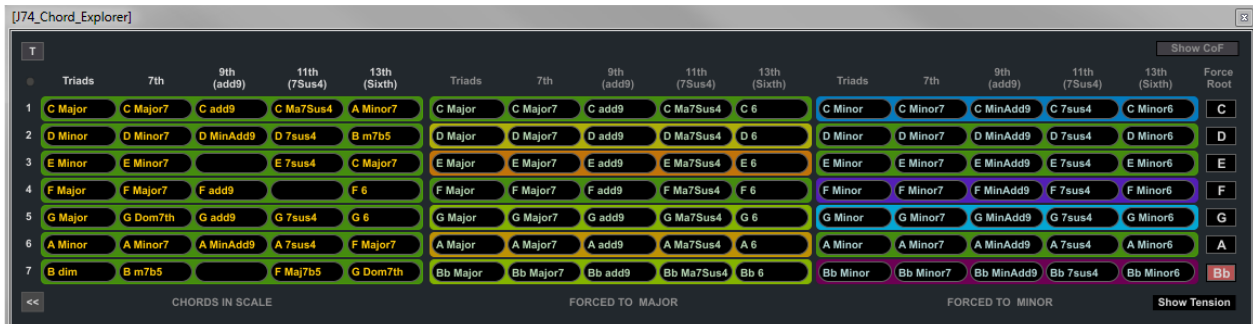 [J74_Chord_Explorer]
T Show CoF
Triads 7th 9th (add9) 11th (7Sus4) 13th (Sixth) Triads 7th 9th (add9) 11th (7Sus4) 13th (Sixth) Triads 7th 9th (add9) 11th (7Sus4) 13th (Sixth) Force Root
1 C Major C Major7 C add9 C Ma7Sus4 A Minor7 C Major C Major7 C add9 C Ma7Sus4 C 6 C Minor C Minor7 C MinAdd9 C 7sus4 C Minor6 C
2 D Minor D Minor7 D MinAdd9 D 7sus4 B m7b5 D Major D Major7 D add9 D Ma7Sus4 D 6 D Minor D Minor7 D MinAdd9 D 7sus4 D Minor6 D
3 E Minor E Minor7 E 7sus4 C Major7 E Major E Major7 E add9 E Ma7Sus4 E 6 E Minor E Minor7 E MinAdd9 E 7sus4 E Minor6 E
4 F Major F Major7 F add9 F 6 F Major F Major7 F add9 F Ma7Sus4 F 6 F Minor F Minor7 F MinAdd9 F 7sus4 F Minor6 F
5 G Major G Dom7th G add9 G 7sus4 G 6 G Major G Major7 G add9 G Ma7Sus4 G 6 G Minor G Minor7 G MinAdd9 G 7sus4 G Minor6 G
6 A Minor A Minor7 A MinAdd9 A 7sus4 F Major7 A Major A Major7 A add9 A Ma7Sus4 A 6 A Minor A Minor7 A MinAdd9 A 7sus4 A Minor6 A
7 B dim B m7b5 F Maj7b5 G Dom7th Bb Major Bb Major7 Bb add9 Bb Ma7Sus4 Bb 6 Bb Minor Bb Minor7 Bb MinAdd9 Bb 7sus4 Bb Minor6 Bb
<< CHORDS IN SCALE FORCED TO MAJOR FORCED TO MINOR Show Tension